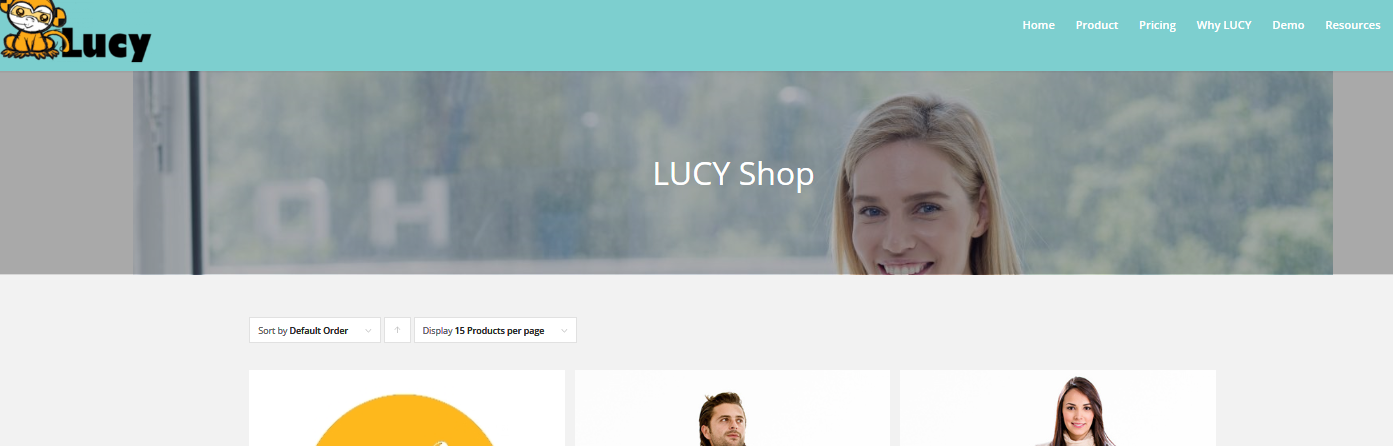 Lucy
Home Product Pricing Why LUCY Demo Resources
LUCY Shop
Sort by Default Order Display 15 Products per page